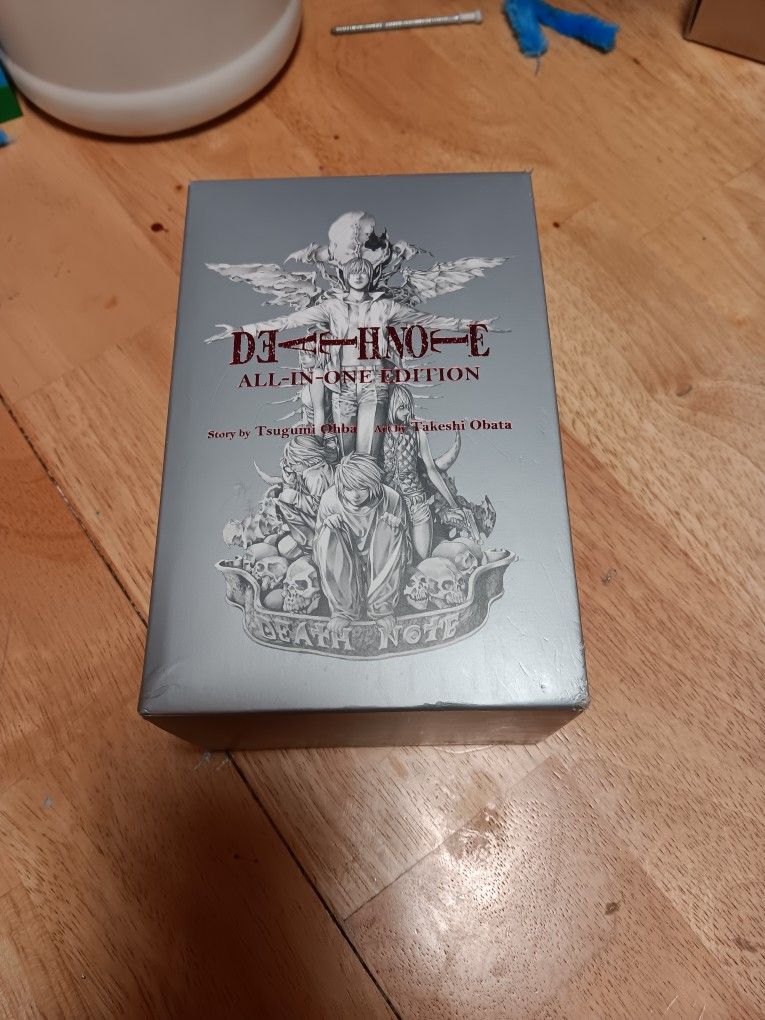 DEATH NOTE
ALL-IN-ONE EDITION
Story by Tsugumi Ohba Art by Takeshi Obata
DEATH NOTE